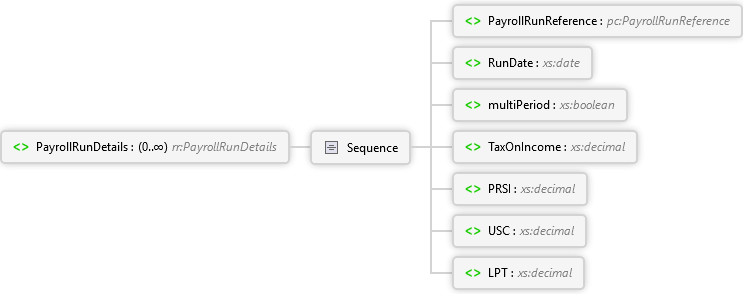 PayrollRunReference : pc:PayrollRunReference
RunDate : xs:date
multiPeriod : xs:boolean
PayrollRunDetails : (0..∞) rr:PayrollRunDetails
Sequence
TaxOnIncome : xs:decimal
PRSI : xs:decimal
USC : xs:decimal
LPT : xs:decimal